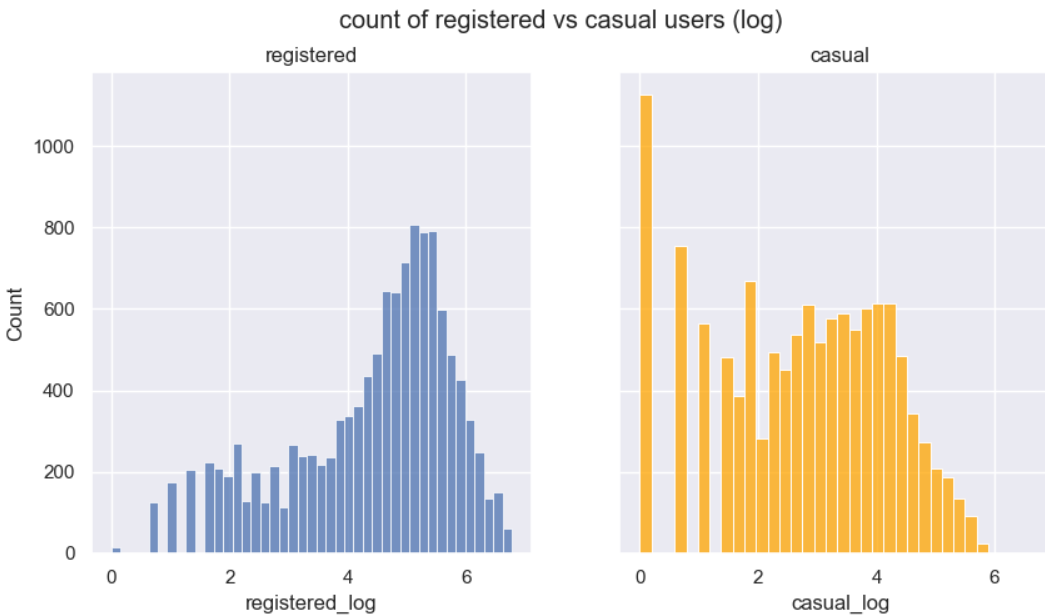 count of registered vs casual users (log)
registered
casual
Count
1000
800
600
400
200
0
0 2 4 6
0 2 4 6
registered_log
casual_log